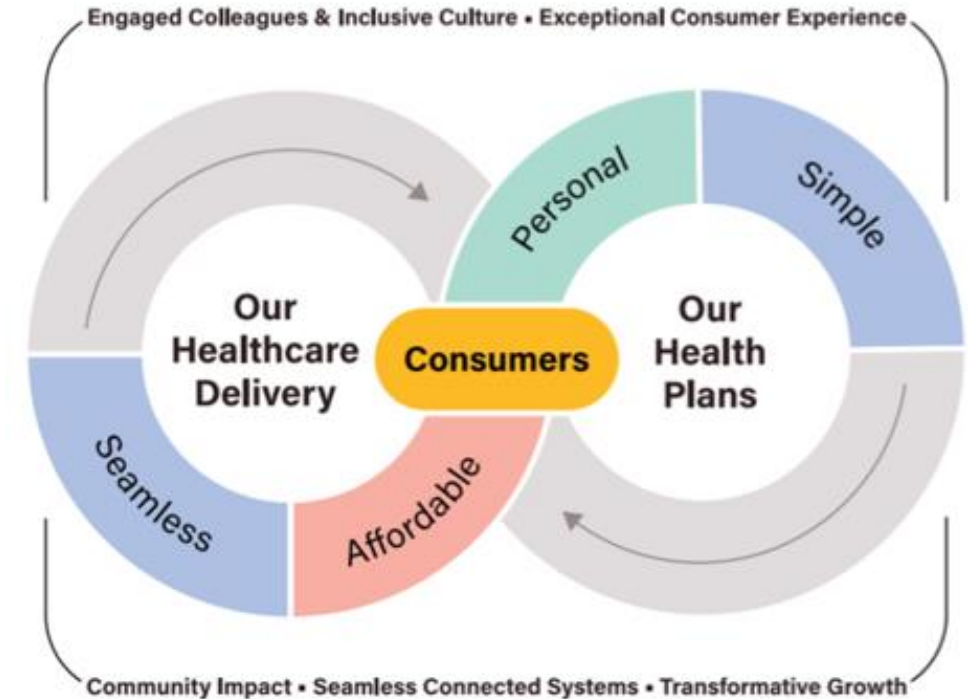 Engaged Colleagues & Inclusive Culture • Exceptional Consumer Experience
Personal
Simple
Our
Healthcare
Delivery
Consumers
Our
Health
Plans
Seamless
Affordable
Community Impact • Seamless Connected Systems • Transformative Growth